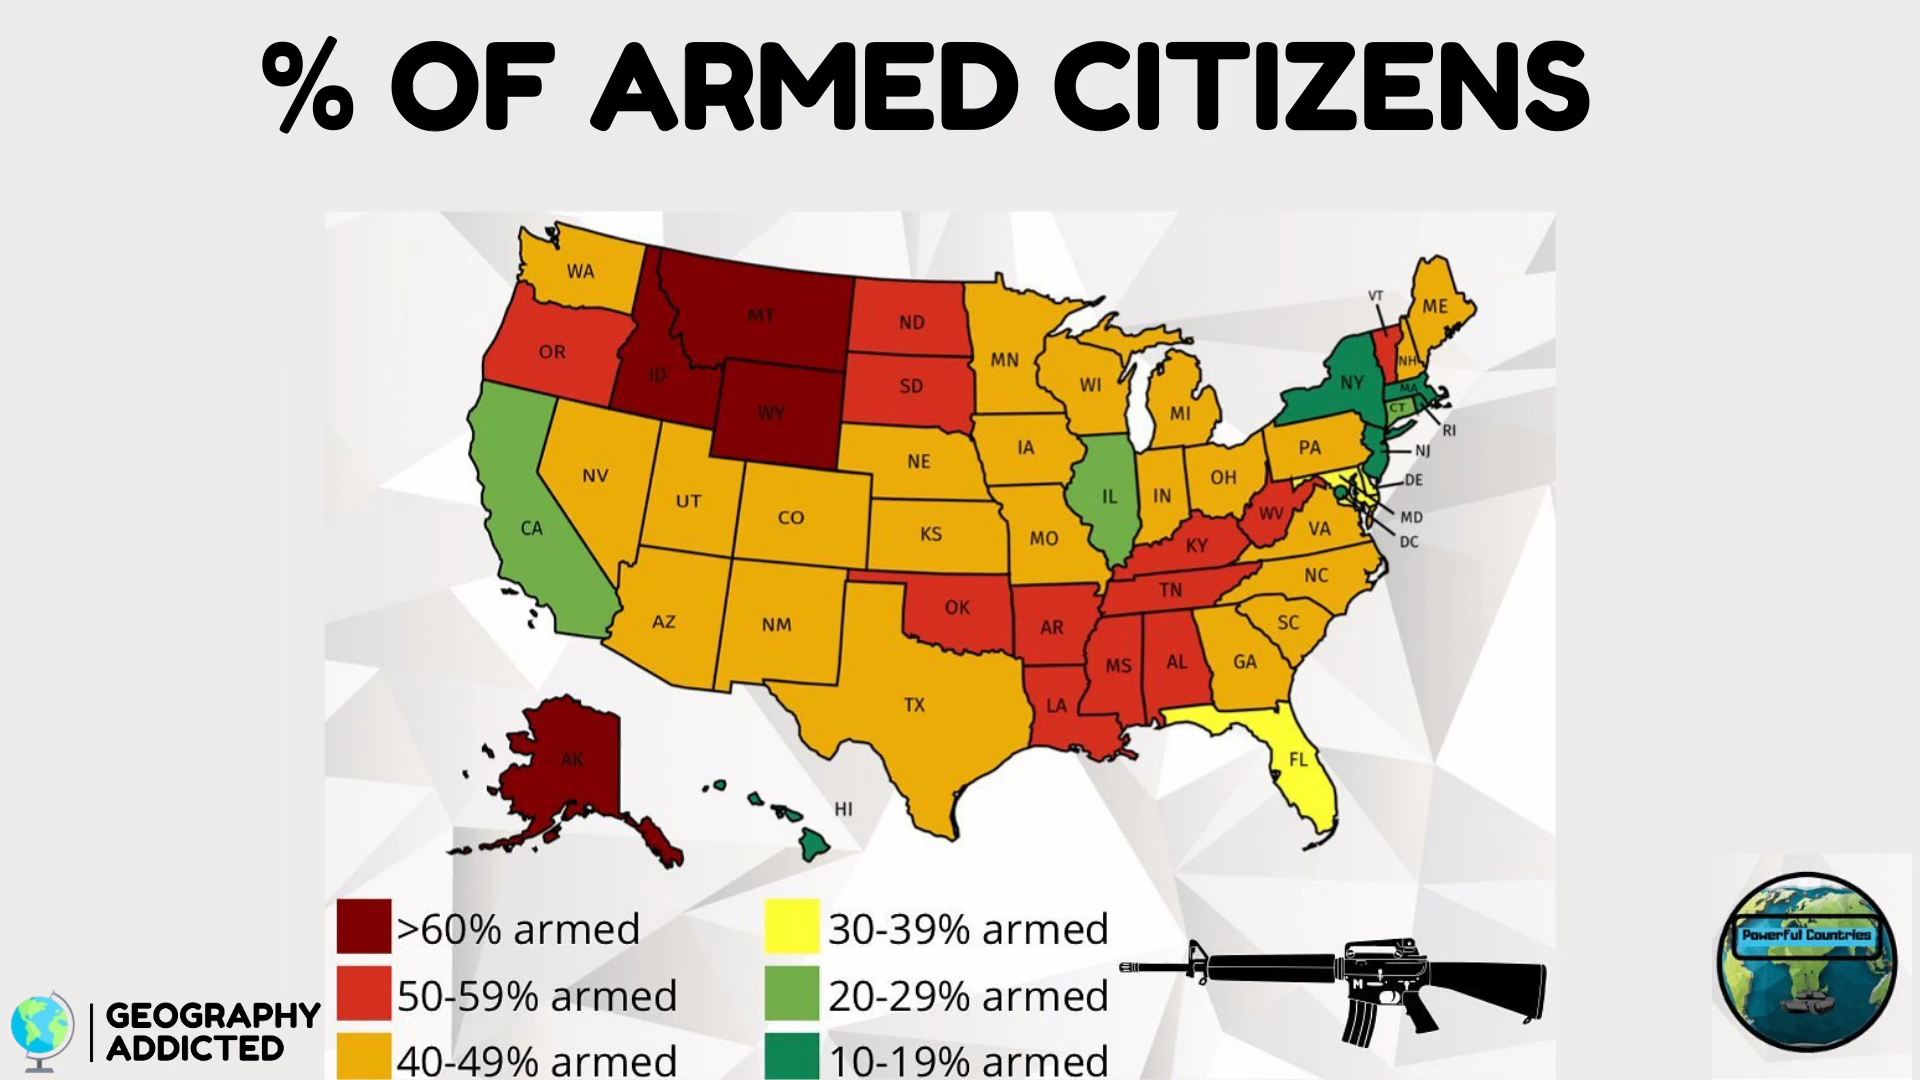 % OF ARMED CITIZENS
WA
MT
ND
OR
ID
WY
SD
MN
WI
MI
VT
ME
NH
NY
MA
CT
RI
NJ
PA
DE
MD
DC
NV
UT
CO
NE
IA
IL
IN
OH
WV
VA
CA
KS
MO
KY
NC
AZ
NM
OK
AR
TN
SC
TX
LA
MS
AL
GA
FL
AK
HI
>60% armed
50-59% armed
40-49% armed
30-39% armed
20-29% armed
10-19% armed
M
GEOGRAPHY
ADDICTED
Powerful Countries